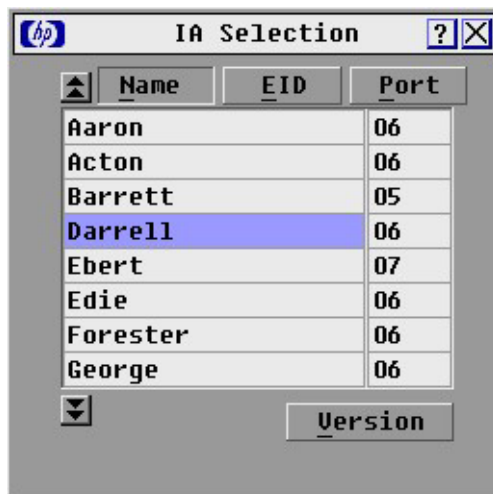 hp IA Selection ? X
Name EID Port
Aaron 06
Acton 06
Barrett 05
Darrell 06
Ebert 07
Edie 06
Forester 06
George 06
Version